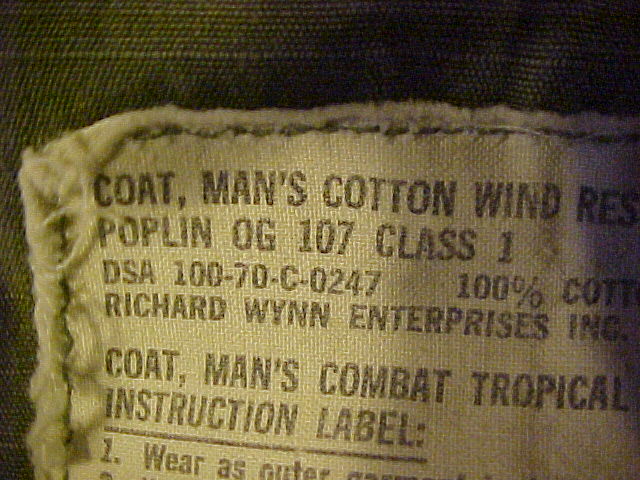 COAT, MAN'S COTTON WIND RES
POPLIN OG 107 CLASS 1
DSA 100-70-C-0247 100% COTT
RICHARD WYNN ENTERPRISES INC.
COAT, MAN'S COMBAT TROPICAL
INSTRUCTION LABEL:
1. Wear as outer garment